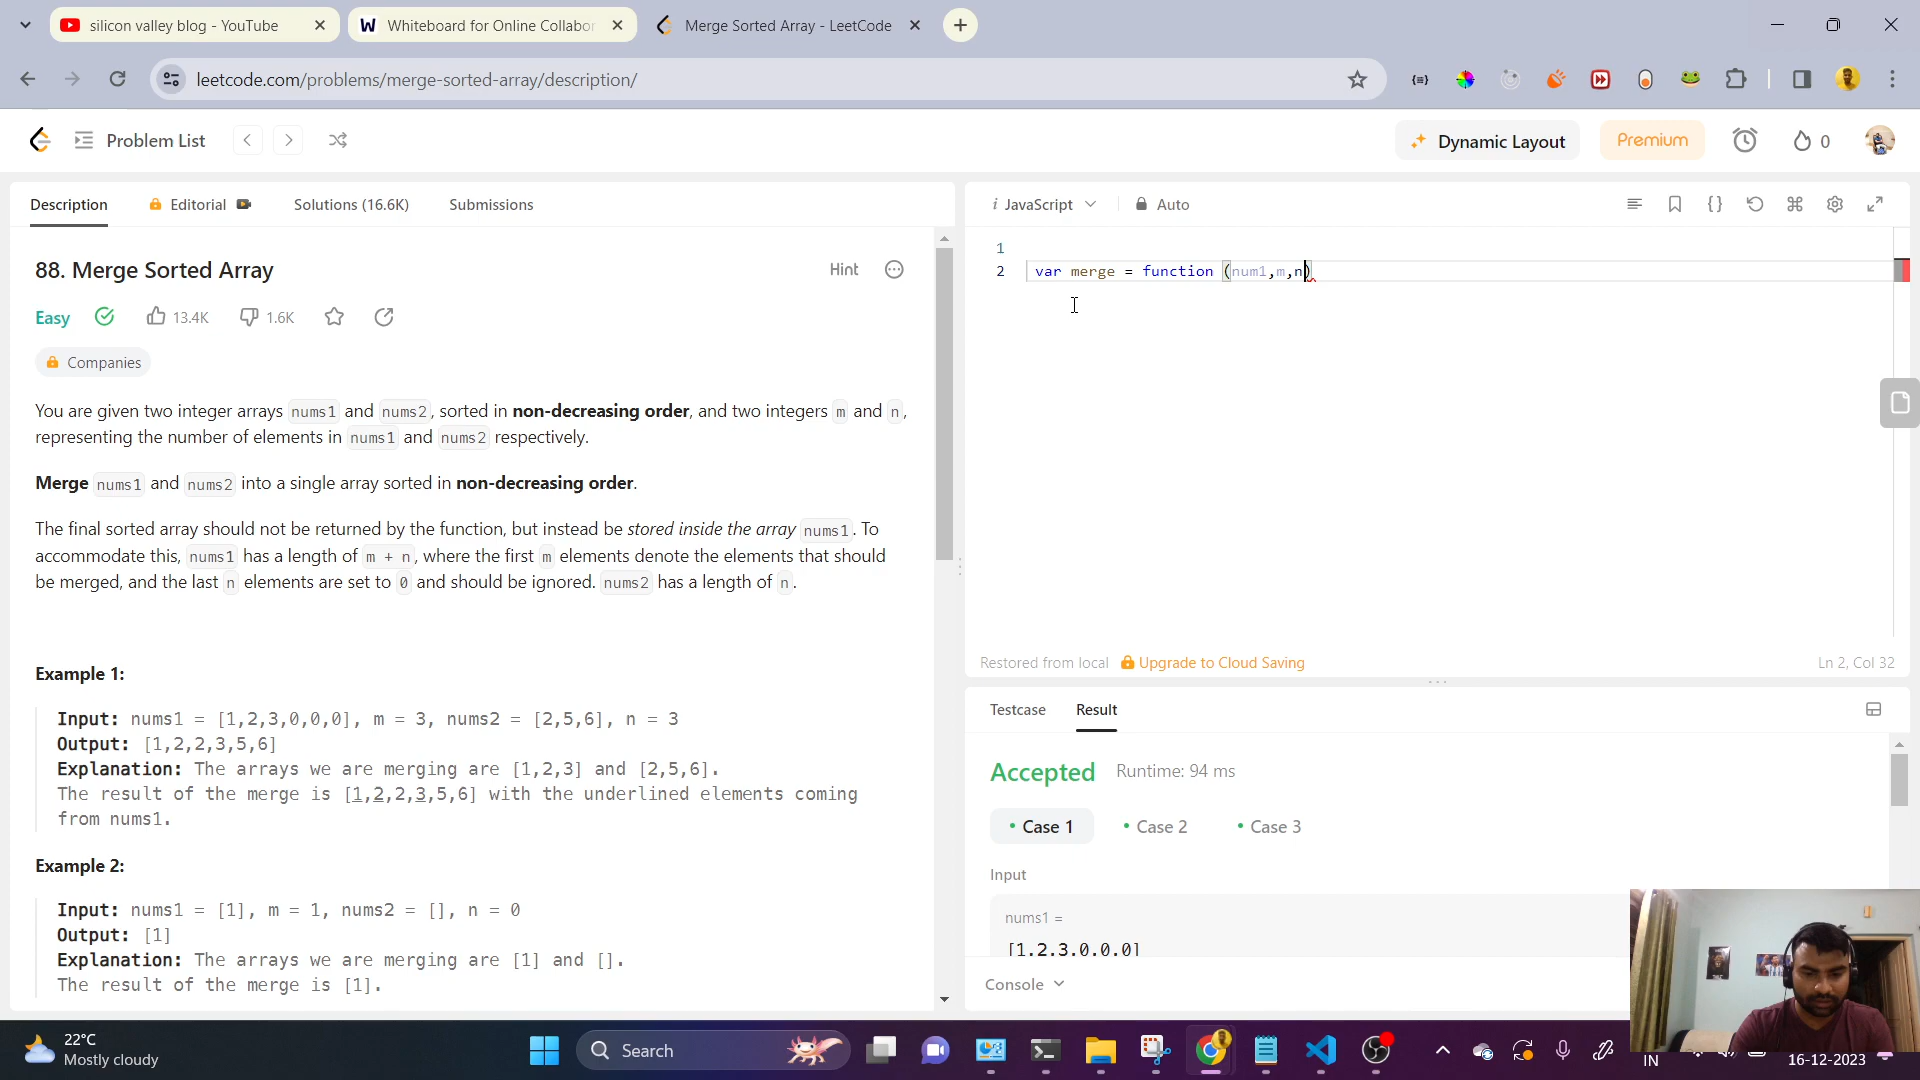 silicon valley blog - YouTube
Whiteboard for Online Collabor
Merge Sorted Array - LeetCode
leetcode.com/problems/merge-sorted-array/description/
Problem List
Dynamic Layout
Premium
0
Description
Editorial
Solutions (16.6K)
Submissions
88. Merge Sorted Array
Hint
Easy
13.4K
1.6K
Companies
You are given two integer arrays nums1 and nums2, sorted in non-decreasing order, and two integers m and n,
representing the number of elements in nums1 and nums2 respectively.
Merge nums1 and nums2 into a single array sorted in non-decreasing order.
The final sorted array should not be returned by the function, but instead be stored inside the array nums1. To
accommodate this, nums1 has a length of m + n, where the first m elements denote the elements that should
be merged, and the last n elements are set to 0 and should be ignored. nums2 has a length of n.
Example 1:
Input: nums1 = [1,2,3,0,0,0], m = 3, nums2 = [2,5,6], n = 3
Output: [1,2,2,3,5,6]
Explanation: The arrays we are merging are [1,2,3] and [2,5,6].
The result of the merge is [1,2,2,3,5,6] with the underlined elements coming
from nums1.
Example 2:
Input: nums1 = [1], m = 1, nums2 = [], n = 0
Output: [1]
Explanation: The arrays we are merging are [1] and [].
The result of the merge is [1].
i JavaScript
Auto
1
2 var merge = function (num1,m,n)
Restored from local
Upgrade to Cloud Saving
Ln 2, Col 32
Testcase
Result
Accepted
Runtime: 94 ms
Case 1
Case 2
Case 3
Input
nums1 =
[1,2,3,0,0,0]
Console
22°C
Mostly cloudy
Search
IN
16-12-2023